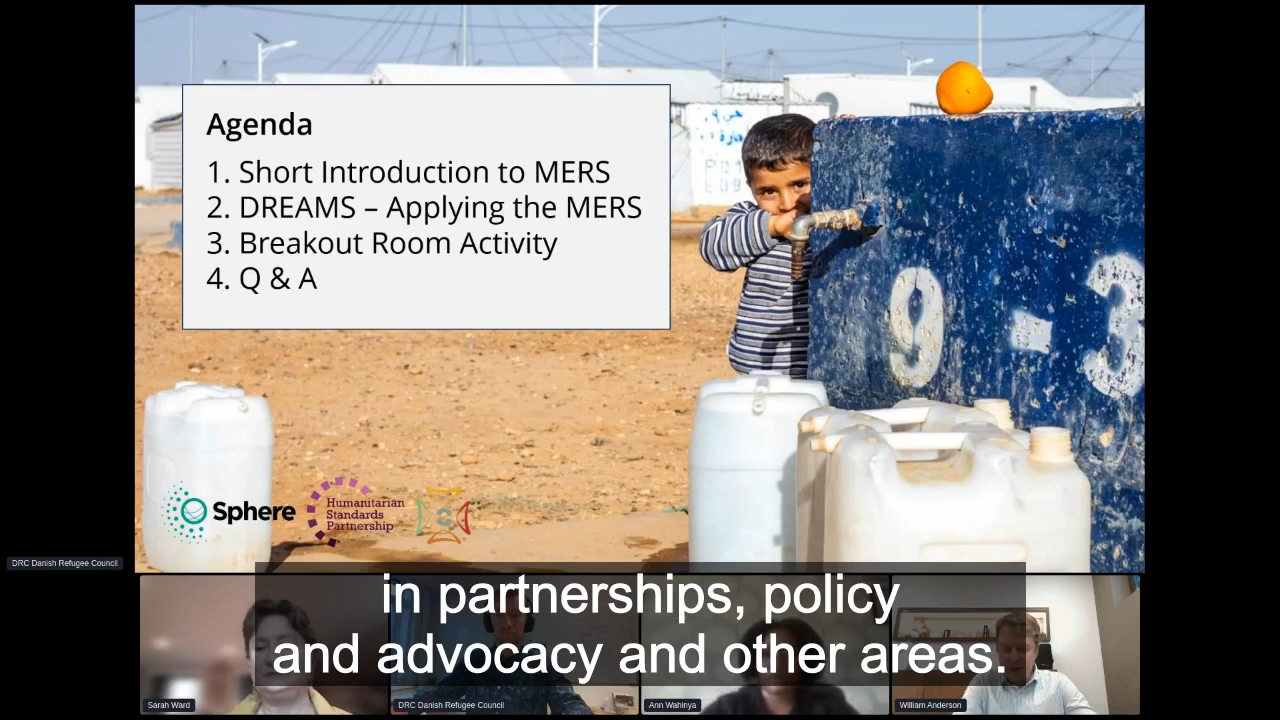 Agenda
1. Short Introduction to MERS
2. DREAMS – Applying the MERS
3. Breakout Room Activity
4. Q & A
9 - 3
Sphere
Humanitarian
Standards
Partnership
DRC Danish Refugee Council
in partnerships, policy
and advocacy and other areas.
Sarah Ward
DRC Danish Refugee Council
Ann Wahinya
William Anderson